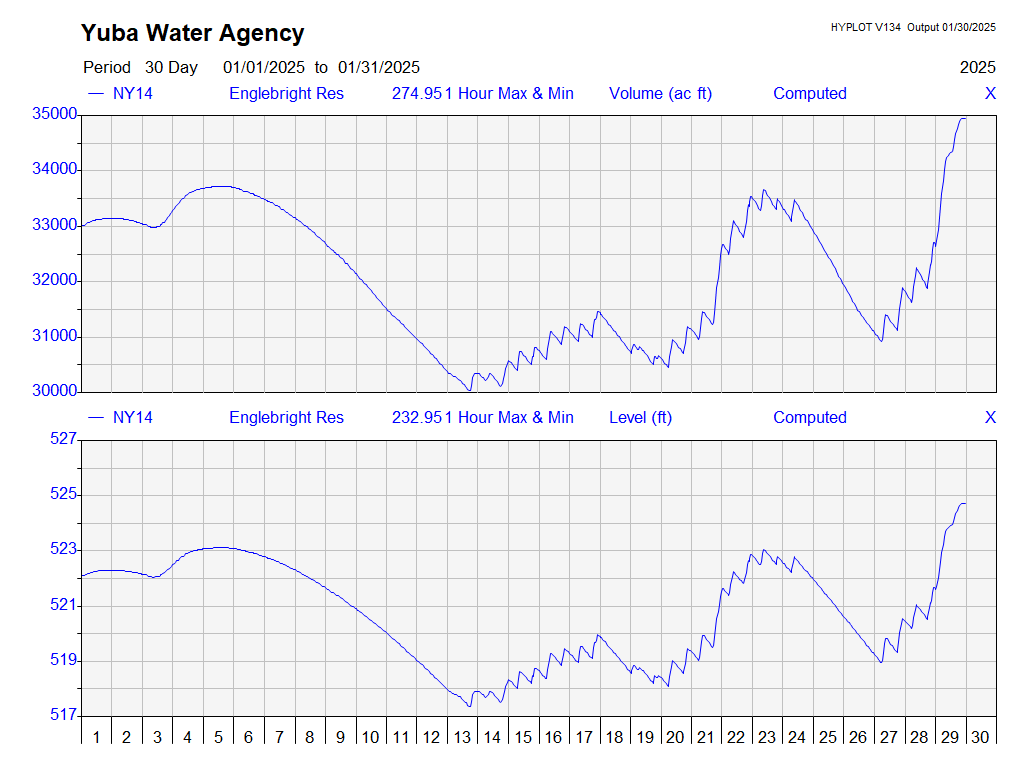 Yuba Water Agency
HYPLOT V134 Output 01/30/2025
Period 30 Day 01/01/2025 to 01/31/2025 2025
NY14 Englebright Res 274.951 Hour Max & Min Volume (ac ft) Computed X
35000
34000
33000
32000
31000
30000
NY14 Englebright Res 232.951 Hour Max & Min Level (ft) Computed X
527
525
523
521
519
517
1 2 3 4 5 6 7 8 9 10 11 12 13 14 15 16 17 18 19 20 21 22 23 24 25 26 27 28 29 30